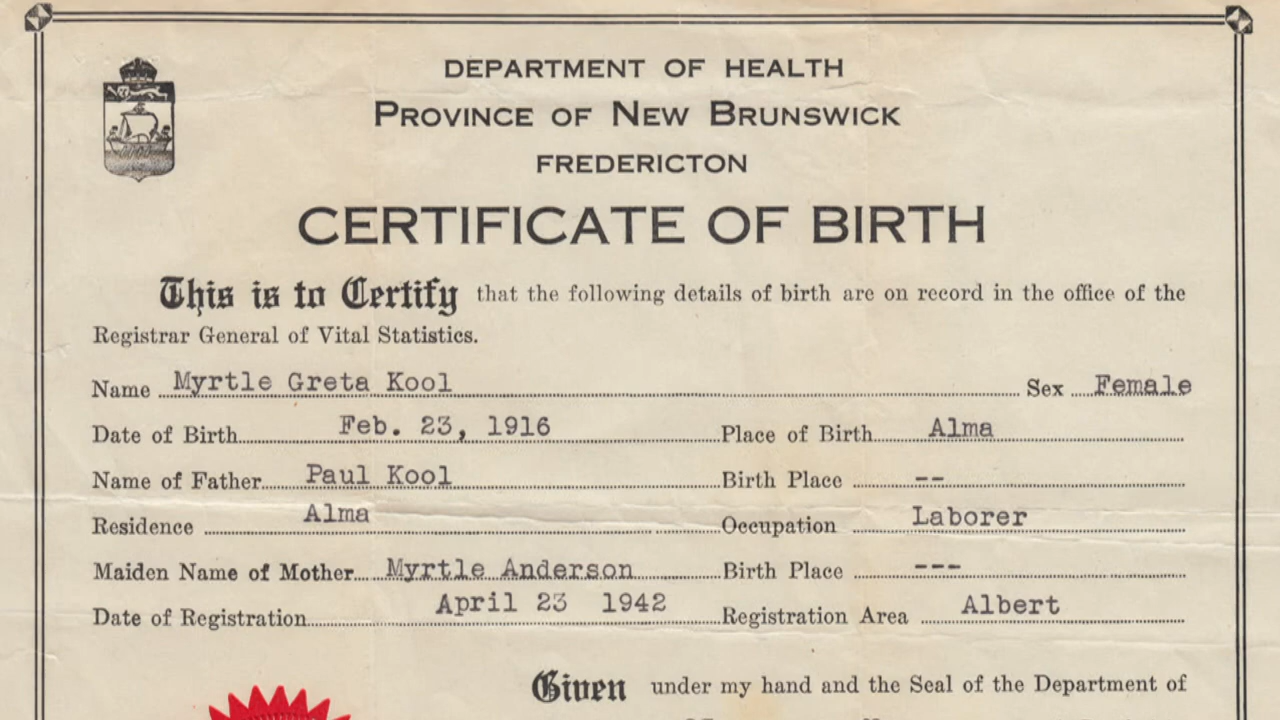 DEPARTMENT OF HEALTH
PROVINCE OF NEW BRUNSWICK
FREDERICTON
CERTIFICATE OF BIRTH
This is to Certify that the following details of birth are on record in the office of the
Registrar General of Vital Statistics.
Name Myrtle Greta Kool Sex Female
Date of Birth Feb. 23, 1916 Place of Birth Alma
Name of Father Paul Kool Birth Place --
Residence Alma Occupation Laborer
Maiden Name of Mother Myrtle Anderson Birth Place ---
Date of Registration April 23 1942 Registration Area Albert
Given under my hand and the Seal of the Department of